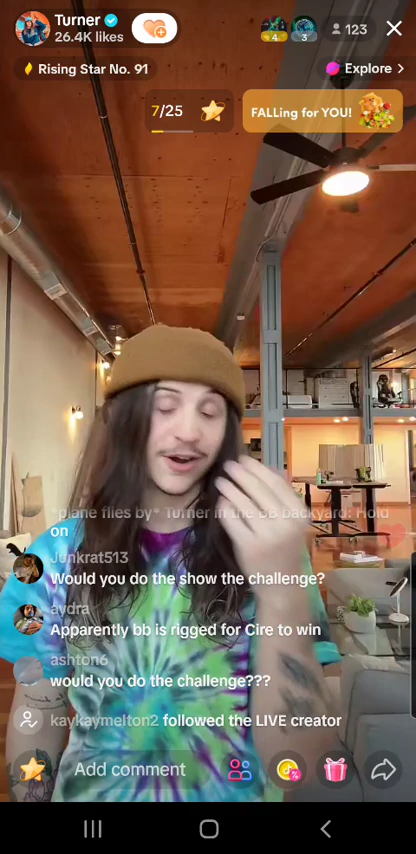 Turner
26.4K likes
4
3
123
Rising Star No. 91
Explore >
7/25
FALLing for YOU!
*plane flies by* Turner in the BB backyard: Hold
on
Junkrat513
Would you do the show the challenge?
aydra
Apparently bb is rigged for Cire to win
ashton6
would you do the challenge???
kaykaymelton2 followed the LIVE creator
Add comment